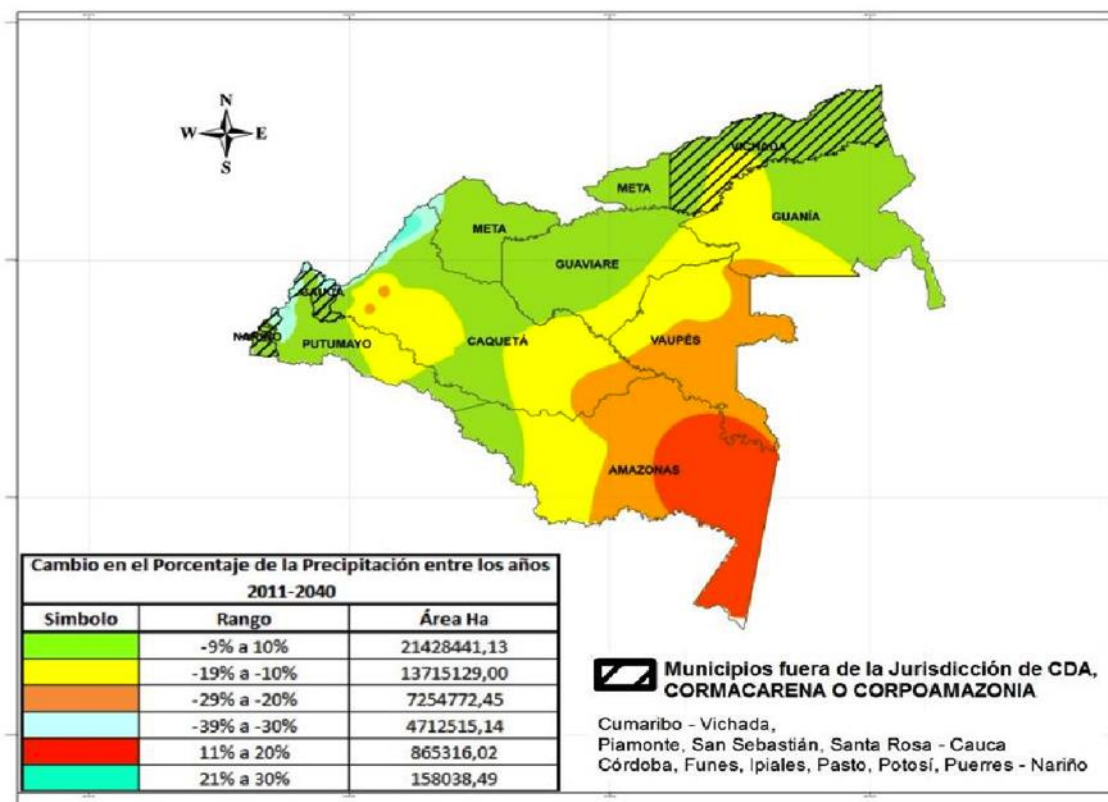 N
W E
S
VICHADA
META
GUANÍA
META
GUAVIARE
CAUCA
NARIÑO
PUTUMAYO
CAQUETÁ
VAUPÉS
AMAZONAS
Cambio en el Porcentaje de la Precipitación entre los años
2011-2040
Simbolo Rango Área Ha
-9% a 10% 21428441,13
-19% a -10% 13715129,00
-29% a -20% 7254772,45
-39% a -30% 4712515,14
11% a 20% 865316,02
21% a 30% 158038,49
Municipios fuera de la Jurisdicción de CDA,
CORMACARENA O CORPOAMAZONIA
Cumaribo - Vichada,
Piamonte, San Sebastián, Santa Rosa - Cauca
Córdoba, Funes, Ipiales, Pasto, Potosí, Puerres - Nariño